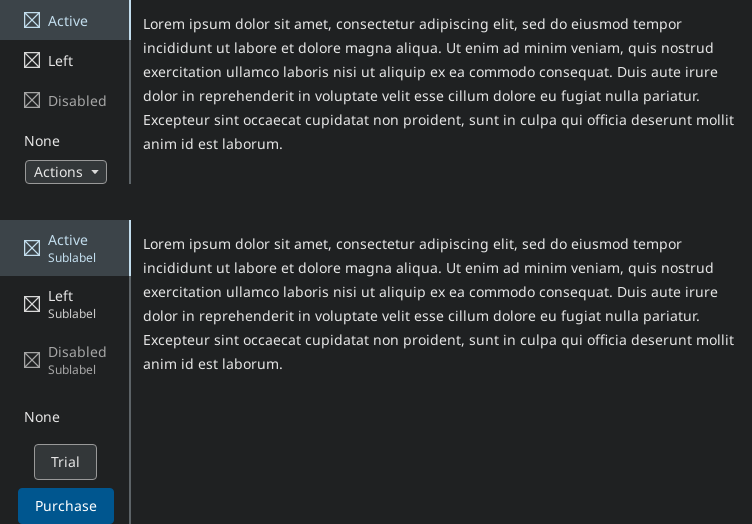 Active
Left
Disabled
None
Actions
Lorem ipsum dolor sit amet, consectetur adipiscing elit, sed do eiusmod tempor
incididunt ut labore et dolore magna aliqua. Ut enim ad minim veniam, quis nostrud
exercitation ullamco laboris nisi ut aliquip ex ea commodo consequat. Duis aute irure
dolor in reprehenderit in voluptate velit esse cillum dolore eu fugiat nulla pariatur.
Excepteur sint occaecat cupidatat non proident, sunt in culpa qui officia deserunt mollit
anim id est laborum.
Active
Sublabel
Left
Sublabel
Disabled
Sublabel
None
Trial
Purchase
Lorem ipsum dolor sit amet, consectetur adipiscing elit, sed do eiusmod tempor
incididunt ut labore et dolore magna aliqua. Ut enim ad minim veniam, quis nostrud
exercitation ullamco laboris nisi ut aliquip ex ea commodo consequat. Duis aute irure
dolor in reprehenderit in voluptate velit esse cillum dolore eu fugiat nulla pariatur.
Excepteur sint occaecat cupidatat non proident, sunt in culpa qui officia deserunt mollit
anim id est laborum.